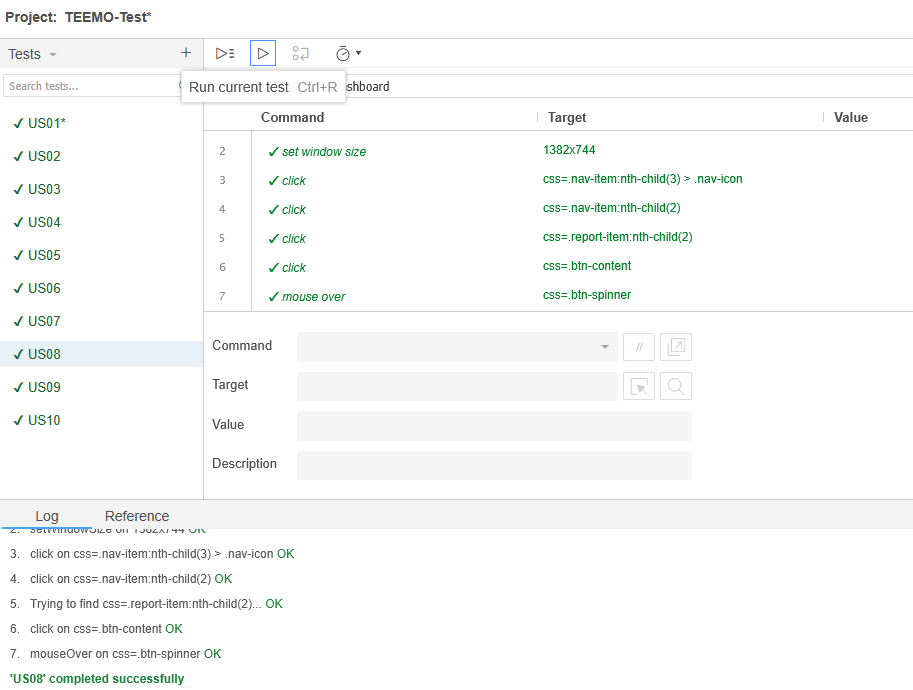 Project: TEEMO-Test*
Tests
+
Search tests...
Run current test Ctrl+R
shboard
Command Target Value
✓ US01*
✓ US02
✓ US03
✓ US04
✓ US05
✓ US06
✓ US07
✓ US08
✓ US09
✓ US10
2 ✓ set window size 1382x744
3 ✓ click css=.nav-item:nth-child(3) > .nav-icon
4 ✓ click css=.nav-item:nth-child(2)
5 ✓ click css=.report-item:nth-child(2)
6 ✓ click css=.btn-content
7 ✓ mouse over css=.btn-spinner
Command
//
Target
Value
Description
Log Reference
2. setWindowSize on 1382x744 OK
3. click on css=.nav-item:nth-child(3) > .nav-icon OK
4. click on css=.nav-item:nth-child(2) OK
5. Trying to find css=.report-item:nth-child(2)... OK
6. click on css=.btn-content OK
7. mouseOver on css=.btn-spinner OK
'US08' completed successfully